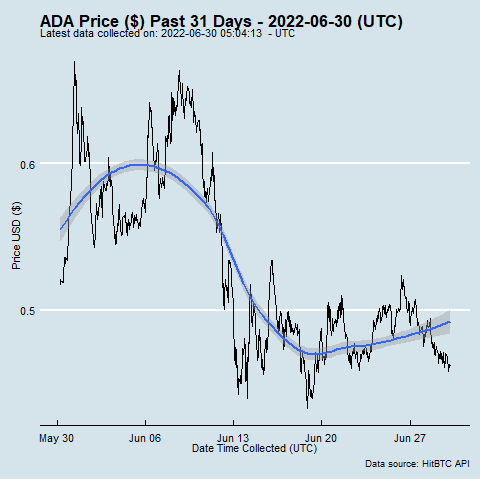 ADA Price ($) Past 31 Days - 2022-06-30 (UTC)
Latest data collected on: 2022-06-30 05:04:13 - UTC
Price USD ($)
0.6
0.5
May 30 Jun 06 Jun 13 Jun 20 Jun 27
Date Time Collected (UTC)
Data source: HitBTC API